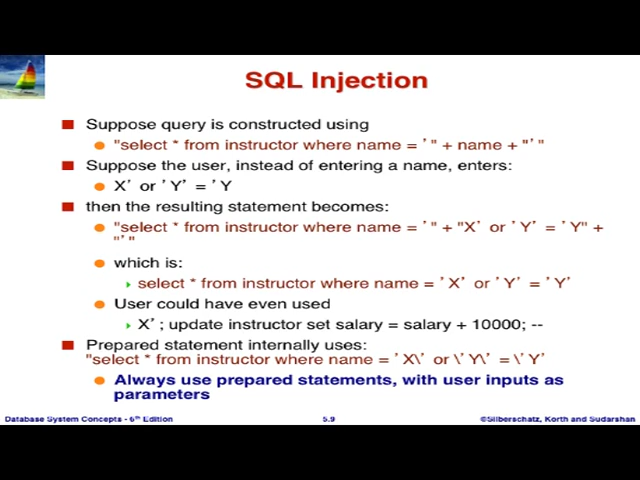 SQL Injection
Suppose query is constructed using
"select * from instructor where name = ’" + name + "’"
Suppose the user, instead of entering a name, enters:
X’ or ’Y’ = ’Y
then the resulting statement becomes:
"select * from instructor where name = ’" + "X’ or ’Y’ = ’Y" +
"’"
which is:
select * from instructor where name = ’X’ or ’Y’ = ’Y’
User could have even used
X’; update instructor set salary = salary + 10000; --
Prepared statement internally uses:
"select * from instructor where name = ’X\’ or \’Y\’ = \’Y’
Always use prepared statements, with user inputs as
parameters
Database System Concepts - 6th Edition
5.9
©Silberschatz, Korth and Sudarshan